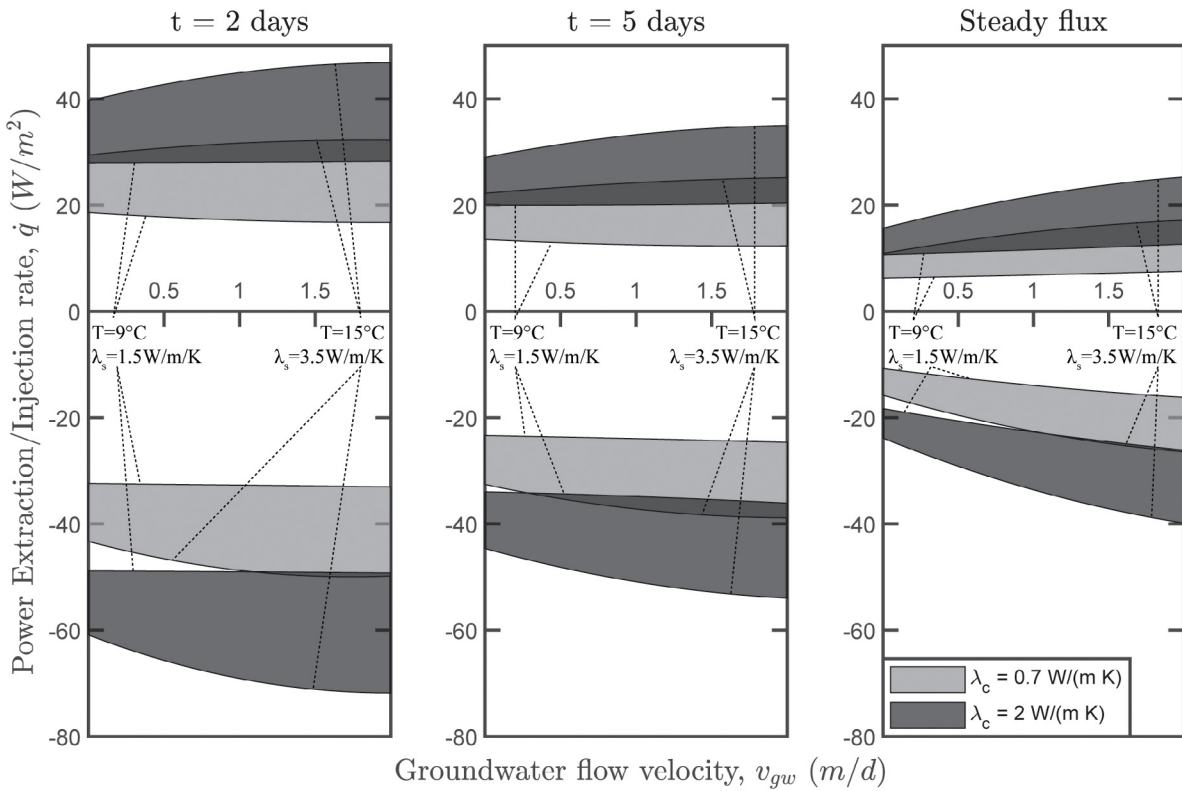 t = 2 days
t = 5 days
Steady flux
Power Extraction/Injection rate, q̇ (W/m²)
40
20
0
-20
-40
-60
-80
0.5 1 1.5
T=9°C
λs=1.5W/m/K
T=15°C
λs=3.5W/m/K
40
20
0
-20
-40
-60
-80
0.5 1 1.5
T=9°C
λs=1.5W/m/K
T=15°C
λs=3.5W/m/K
40
20
0
-20
-40
-60
-80
0.5 1 1.5
T=9°C
λs=1.5W/m/K
T=15°C
λs=3.5W/m/K
λc = 0.7 W/(m K)
λc = 2 W/(m K)
Groundwater flow velocity, vgw (m/d)